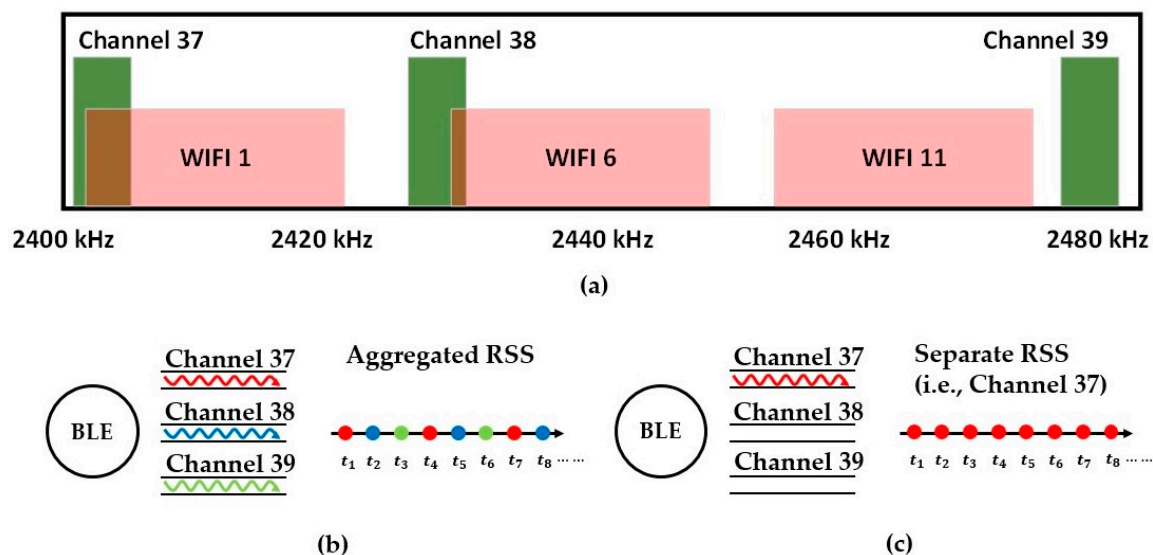 Channel 37
Channel 38
Channel 39
WIFI 1
WIFI 6
WIFI 11
2400 kHz
2420 kHz
2440 kHz
2460 kHz
2480 kHz
(a)
BLE
Channel 37
Channel 38
Channel 39
Aggregated RSS
t₁ t₂ t₃ t₄ t₅ t₆ t₇ t₈ ……
(b)
BLE
Channel 37
Channel 38
Channel 39
Separate RSS
(i.e., Channel 37)
t₁ t₂ t₃ t₄ t₅ t₆ t₇ t₈ ……
(c)